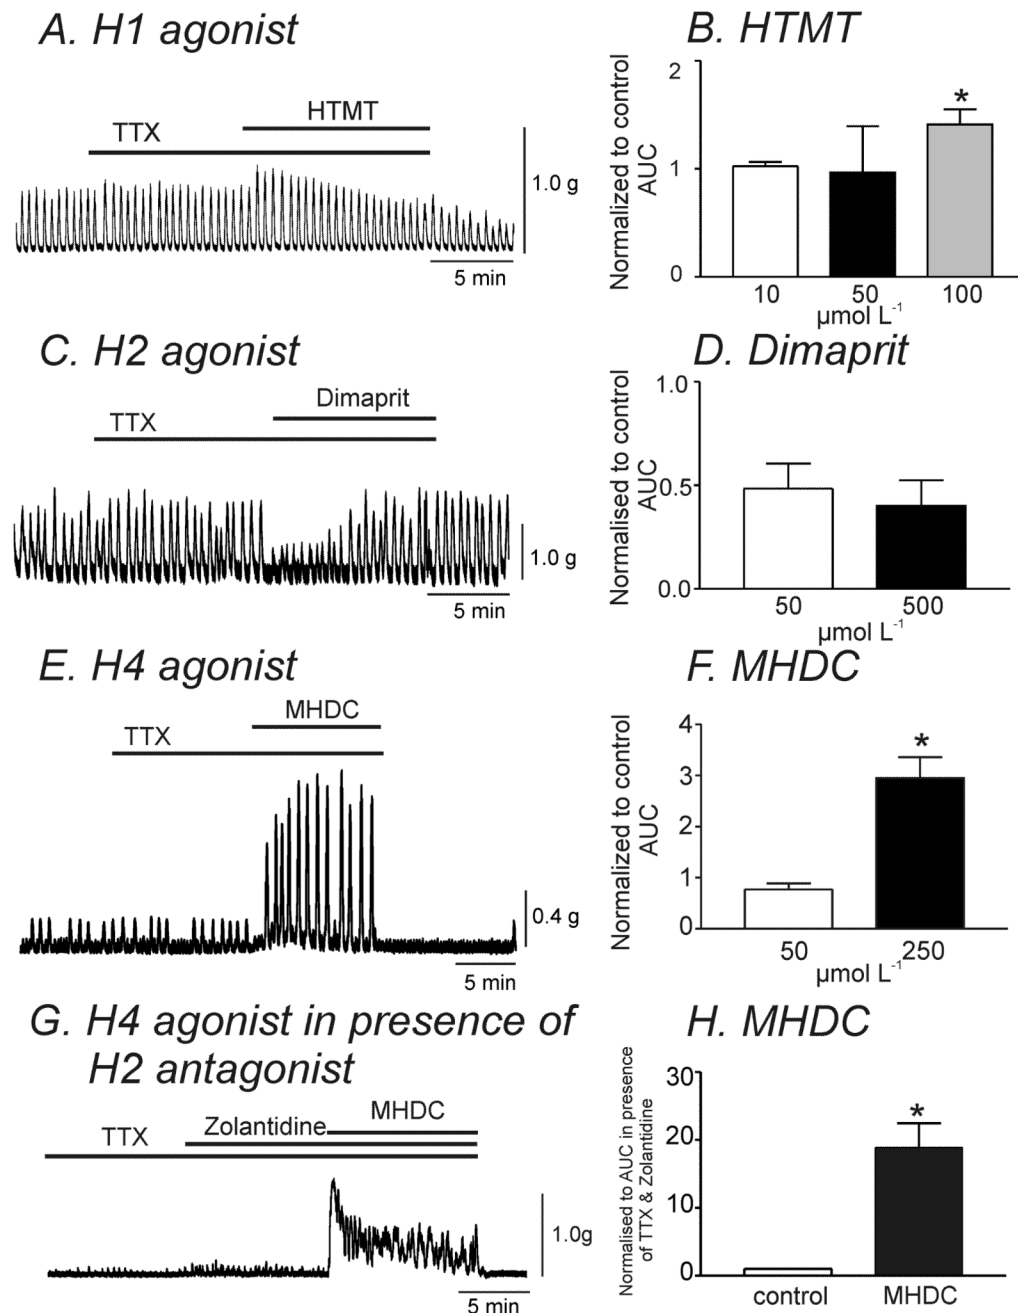 A. H1 agonist
HTMT
TTX
1.0 g
5 min
B. HTMT
Normalized to control
AUC
2
1
0
*
10
50
100
µmol L-1
C. H2 agonist
Dimaprit
TTX
1.0 g
5 min
D. Dimaprit
Normalised to control
AUC
1.0
0.5
0.0
50
500
µmol L-1
E. H4 agonist
MHDC
TTX
0.4 g
5 min
F. MHDC
Normalized to control
AUC
4
3
2
1
0
*
50
250
µmol L-1
G. H4 agonist in presence of
H2 antagonist
MHDC
Zolantidine
TTX
1.0g
5 min
H. MHDC
Normalised to AUC in presence
of TTX & Zolantidine
30
20
10
0
*
control
MHDC